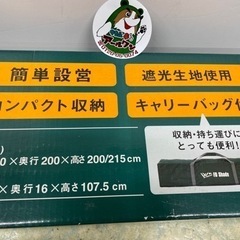 簡単設営
遮光生地使用
コンパクト収納
キャリーバッグ付
収納・持ち運びに
とっても便利!
0×奥行200×高さ200/215cm
×奥行16×高さ107.5cm